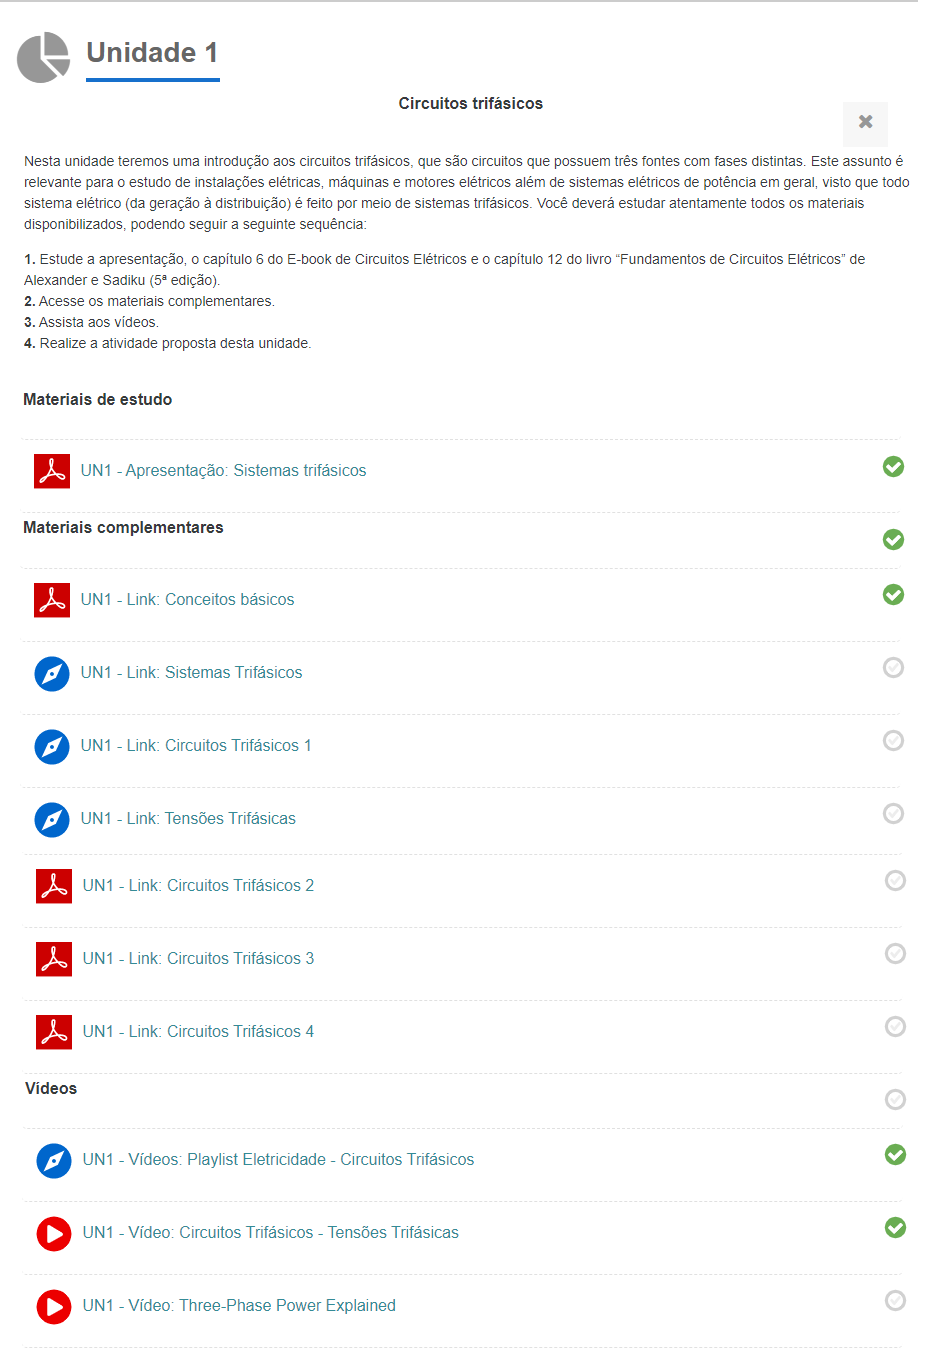 Unidade 1
Circuitos trifásicos
Nesta unidade teremos uma introdução aos circuitos trifásicos, que são circuitos que possuem três fontes com fases distintas. Este assunto é
relevante para o estudo de instalações elétricas, máquinas e motores elétricos além de sistemas elétricos de potência em geral, visto que todo
sistema elétrico (da geração à distribuição) é feito por meio de sistemas trifásicos. Você deverá estudar atentamente todos os materiais
disponibilizados, podendo seguir a seguinte sequência:
1. Estude a apresentação, o capítulo 6 do E-book de Circuitos Elétricos e o capítulo 12 do livro “Fundamentos de Circuitos Elétricos” de
Alexander e Sadiku (5ª edição).
2. Acesse os materiais complementares.
3. Assista aos vídeos.
4. Realize a atividade proposta desta unidade.
Materiais de estudo
UN1 - Apresentação: Sistemas trifásicos
Materiais complementares
UN1 - Link: Conceitos básicos
UN1 - Link: Sistemas Trifásicos
UN1 - Link: Circuitos Trifásicos 1
UN1 - Link: Tensões Trifásicas
UN1 - Link: Circuitos Trifásicos 2
UN1 - Link: Circuitos Trifásicos 3
UN1 - Link: Circuitos Trifásicos 4
Vídeos
UN1 - Vídeos: Playlist Eletricidade - Circuitos Trifásicos
UN1 - Vídeo: Circuitos Trifásicos - Tensões Trifásicas
UN1 - Vídeo: Three-Phase Power Explained